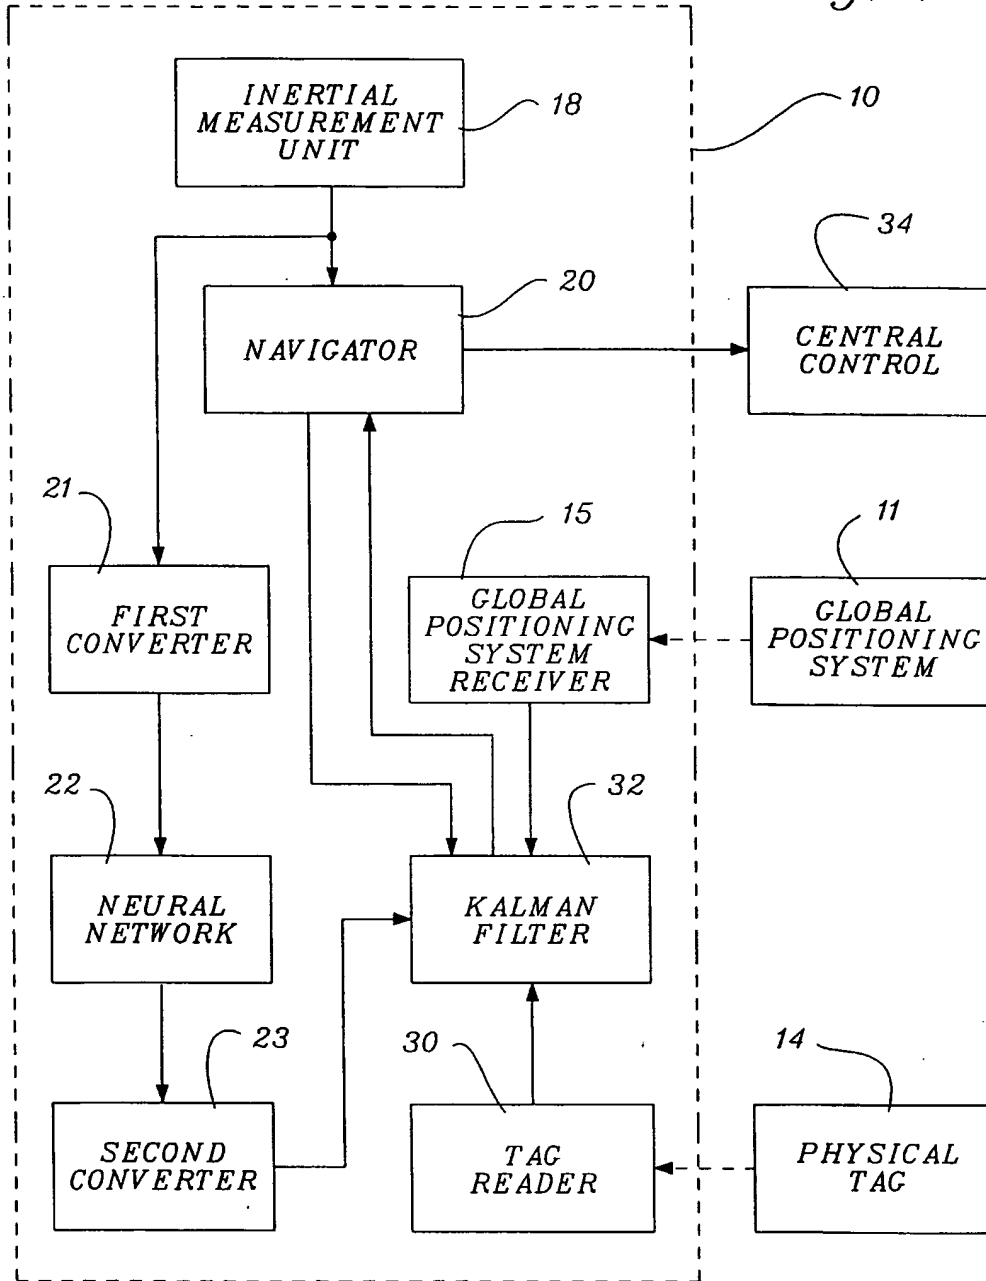 INERTIAL
MEASUREMENT
UNIT
18
10
34
20
NAVIGATOR
CENTRAL
CONTROL
21
15
11
FIRST
CONVERTER
GLOBAL
POSITIONING
SYSTEM
RECEIVER
GLOBAL
POSITIONING
SYSTEM
22
32
NEURAL
NETWORK
KALMAN
FILTER
23
30
14
SECOND
CONVERTER
TAG
READER
PHYSICAL
TAG